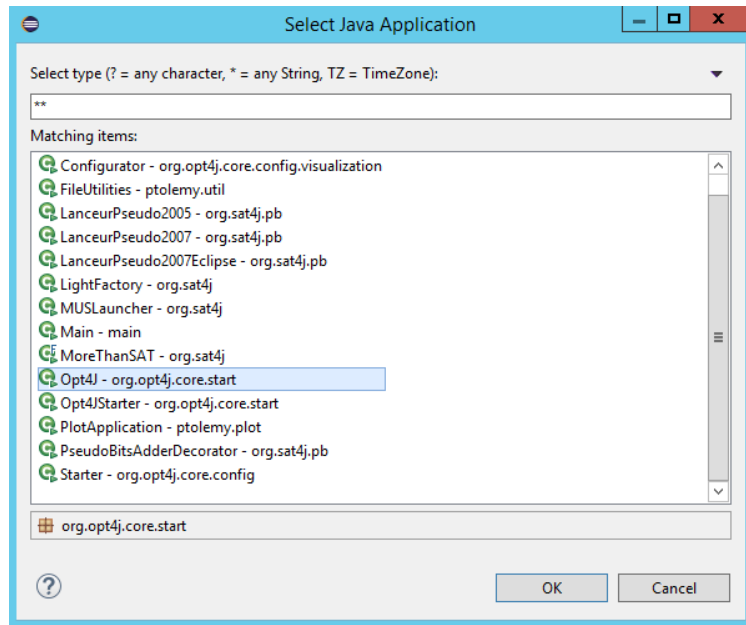 Select Java Application
Select type (? = any character, * = any String, TZ = TimeZone):
**
Matching items:
Configurator - org.opt4j.core.config.visualization
FileUtilities - ptolemy.util
LanceurPseudo2005 - org.sat4j.pb
LanceurPseudo2007 - org.sat4j.pb
LanceurPseudo2007Eclipse - org.sat4j.pb
LightFactory - org.sat4j
MUSLauncher - org.sat4j
Main - main
MoreThanSAT - org.sat4j
Opt4J - org.opt4j.core.start
Opt4JStarter - org.opt4j.core.start
PlotApplication - ptolemy.plot
PseudoBitsAdderDecorator - org.sat4j.pb
Starter - org.opt4j.core.config
org.opt4j.core.start
OK Cancel